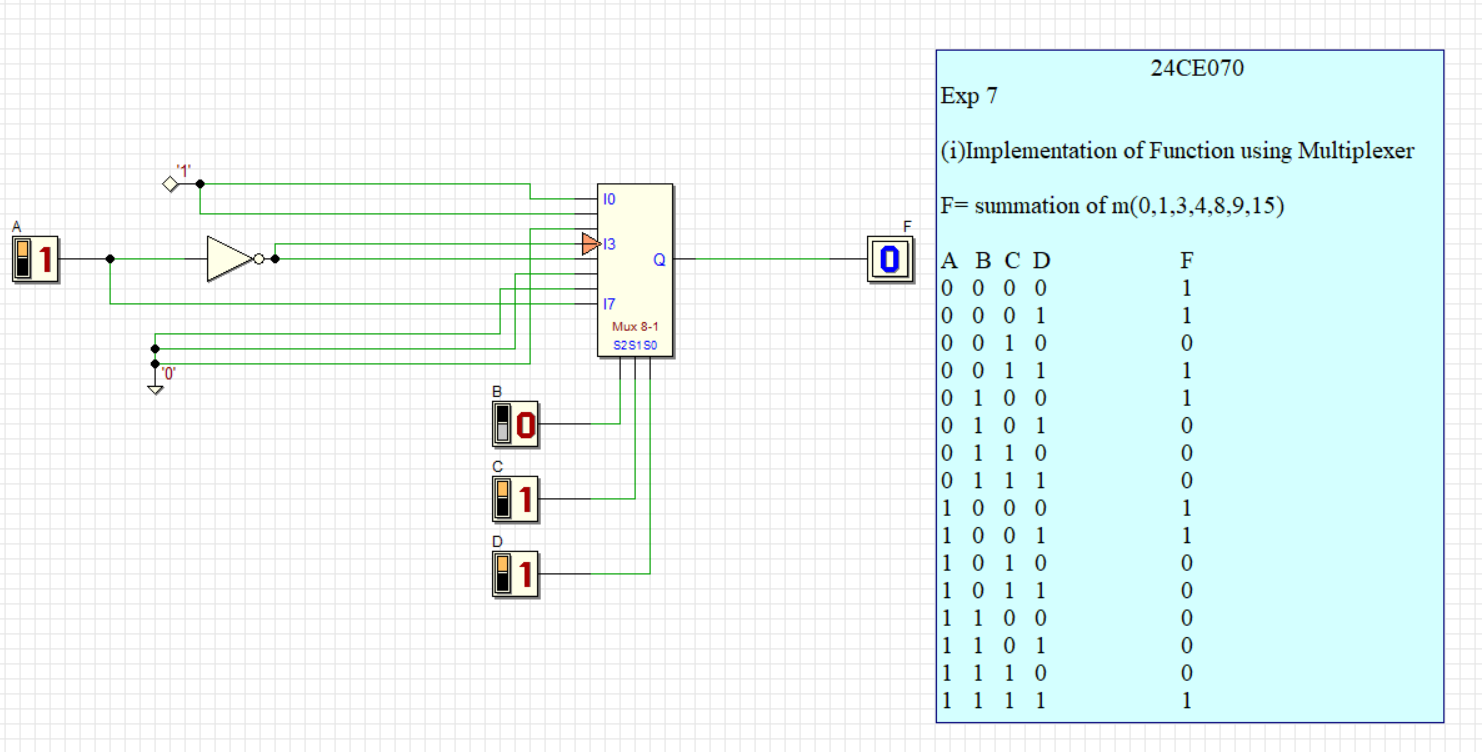 24CE070
Exp 7
(i)Implementation of Function using Multiplexer
F= summation of m(0,1,3,4,8,9,15)
A B C D F
0 0 0 0 1
0 0 0 1 1
0 0 1 0 0
0 0 1 1 1
0 1 0 0 1
0 1 0 1 0
0 1 1 0 0
0 1 1 1 0
1 0 0 0 1
1 0 0 1 1
1 0 1 0 0
1 0 1 1 0
1 1 0 0 0
1 1 0 1 0
1 1 1 0 0
1 1 1 1 1
'1'
A
1
'0'
I0
I3
Q
I7
Mux 8-1
S2S1S0
F
0
B
0
C
1
D
1